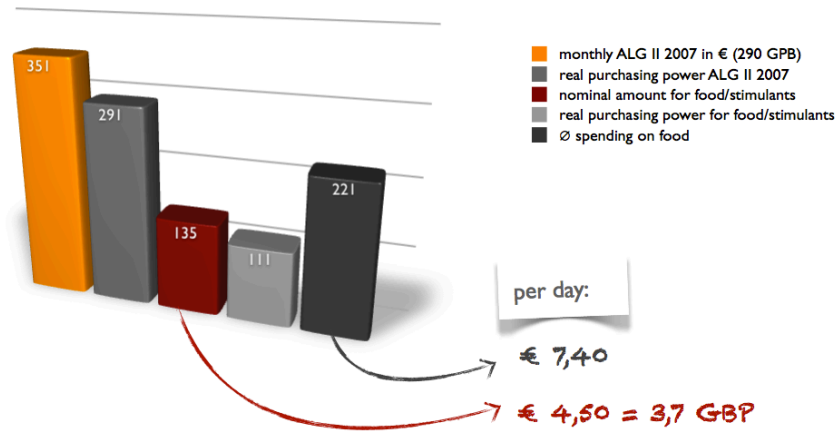 351
291
135
111
221
monthly ALG II 2007 in € (290 GPB)
real purchasing power ALG II 2007
nominal amount for food/stimulants
real purchasing power for food/stimulants
∅ spending on food
per day:
€ 7,40
€ 4,50 = 3,7 GBP